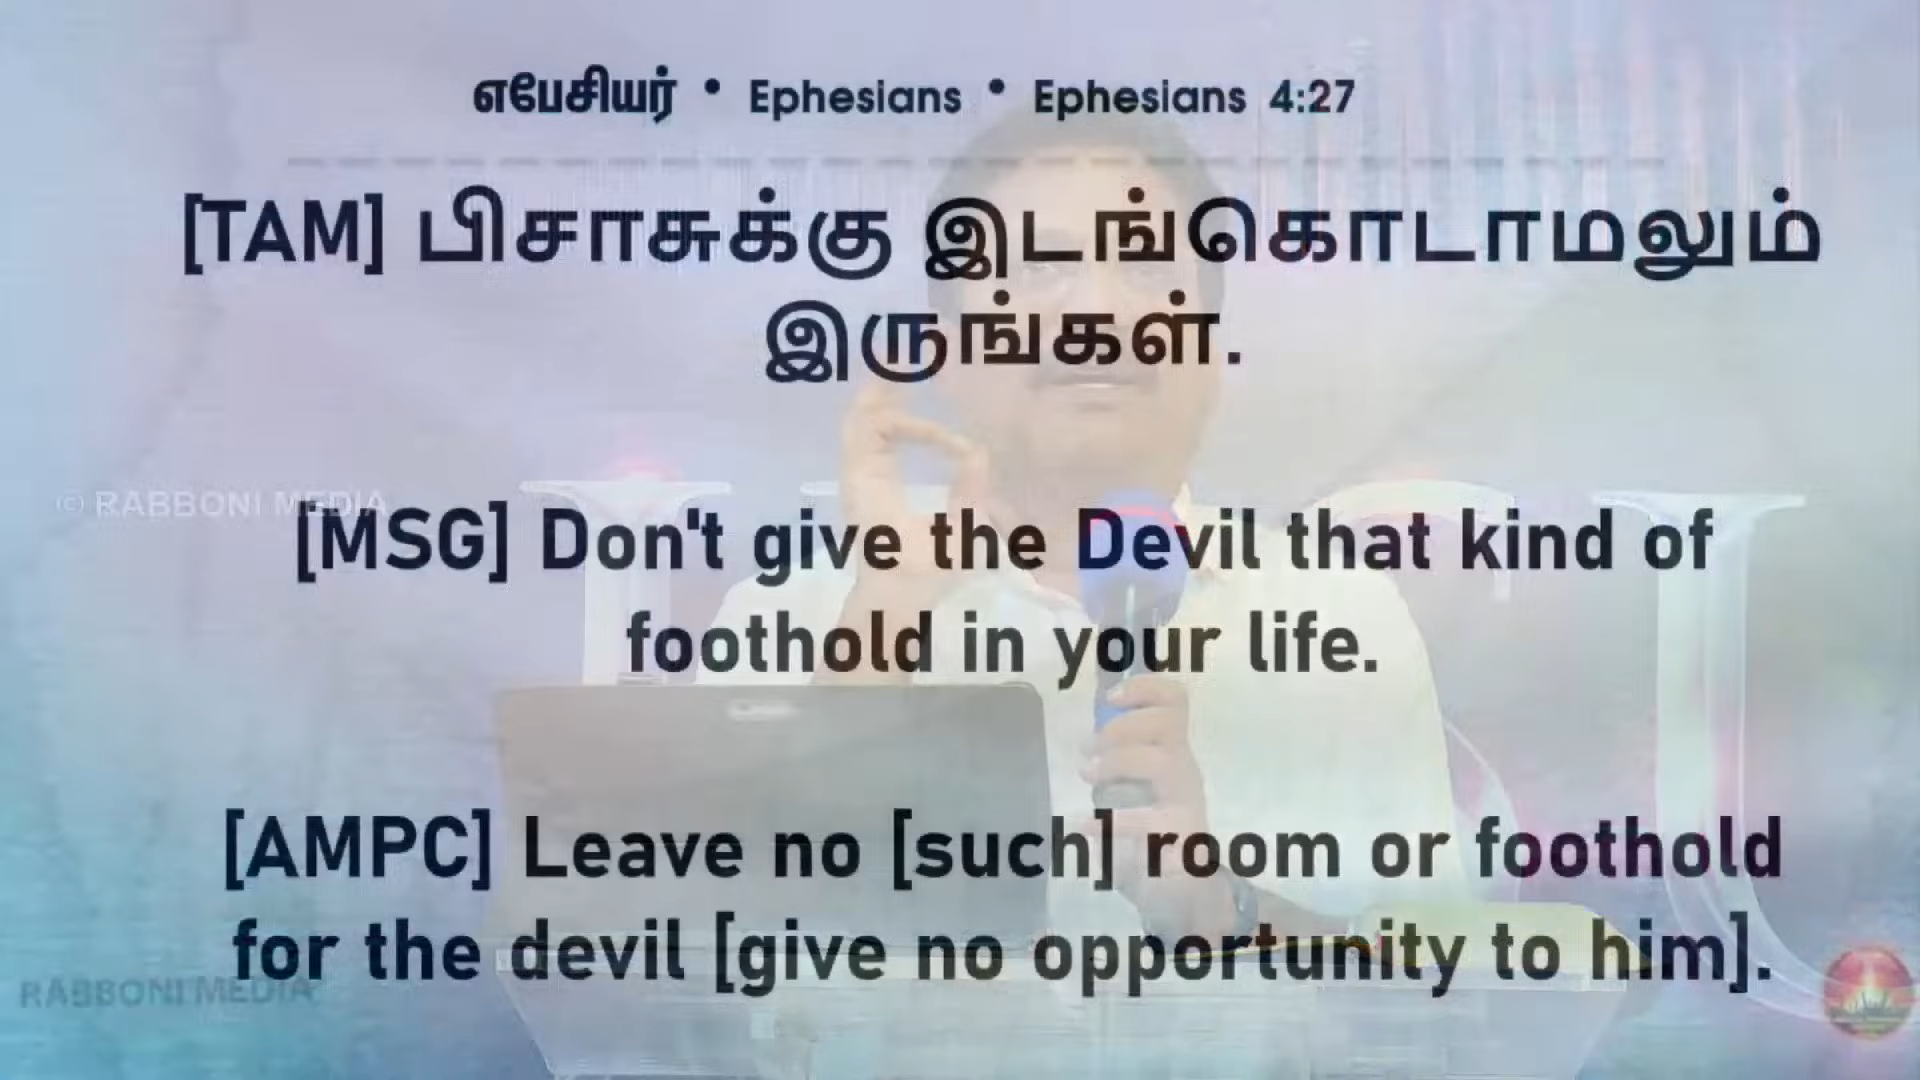 எபேசியர் • Ephesians • Ephesians 4:27
[TAM] பிசாசுக்கு இடங்கொடாமலும்
இருங்கள்.
© RABBONI MEDIA
[MSG] Don't give the Devil that kind of
foothold in your life.
[AMPC] Leave no [such] room or foothold
for the devil [give no opportunity to him].
RABBONI MEDIA